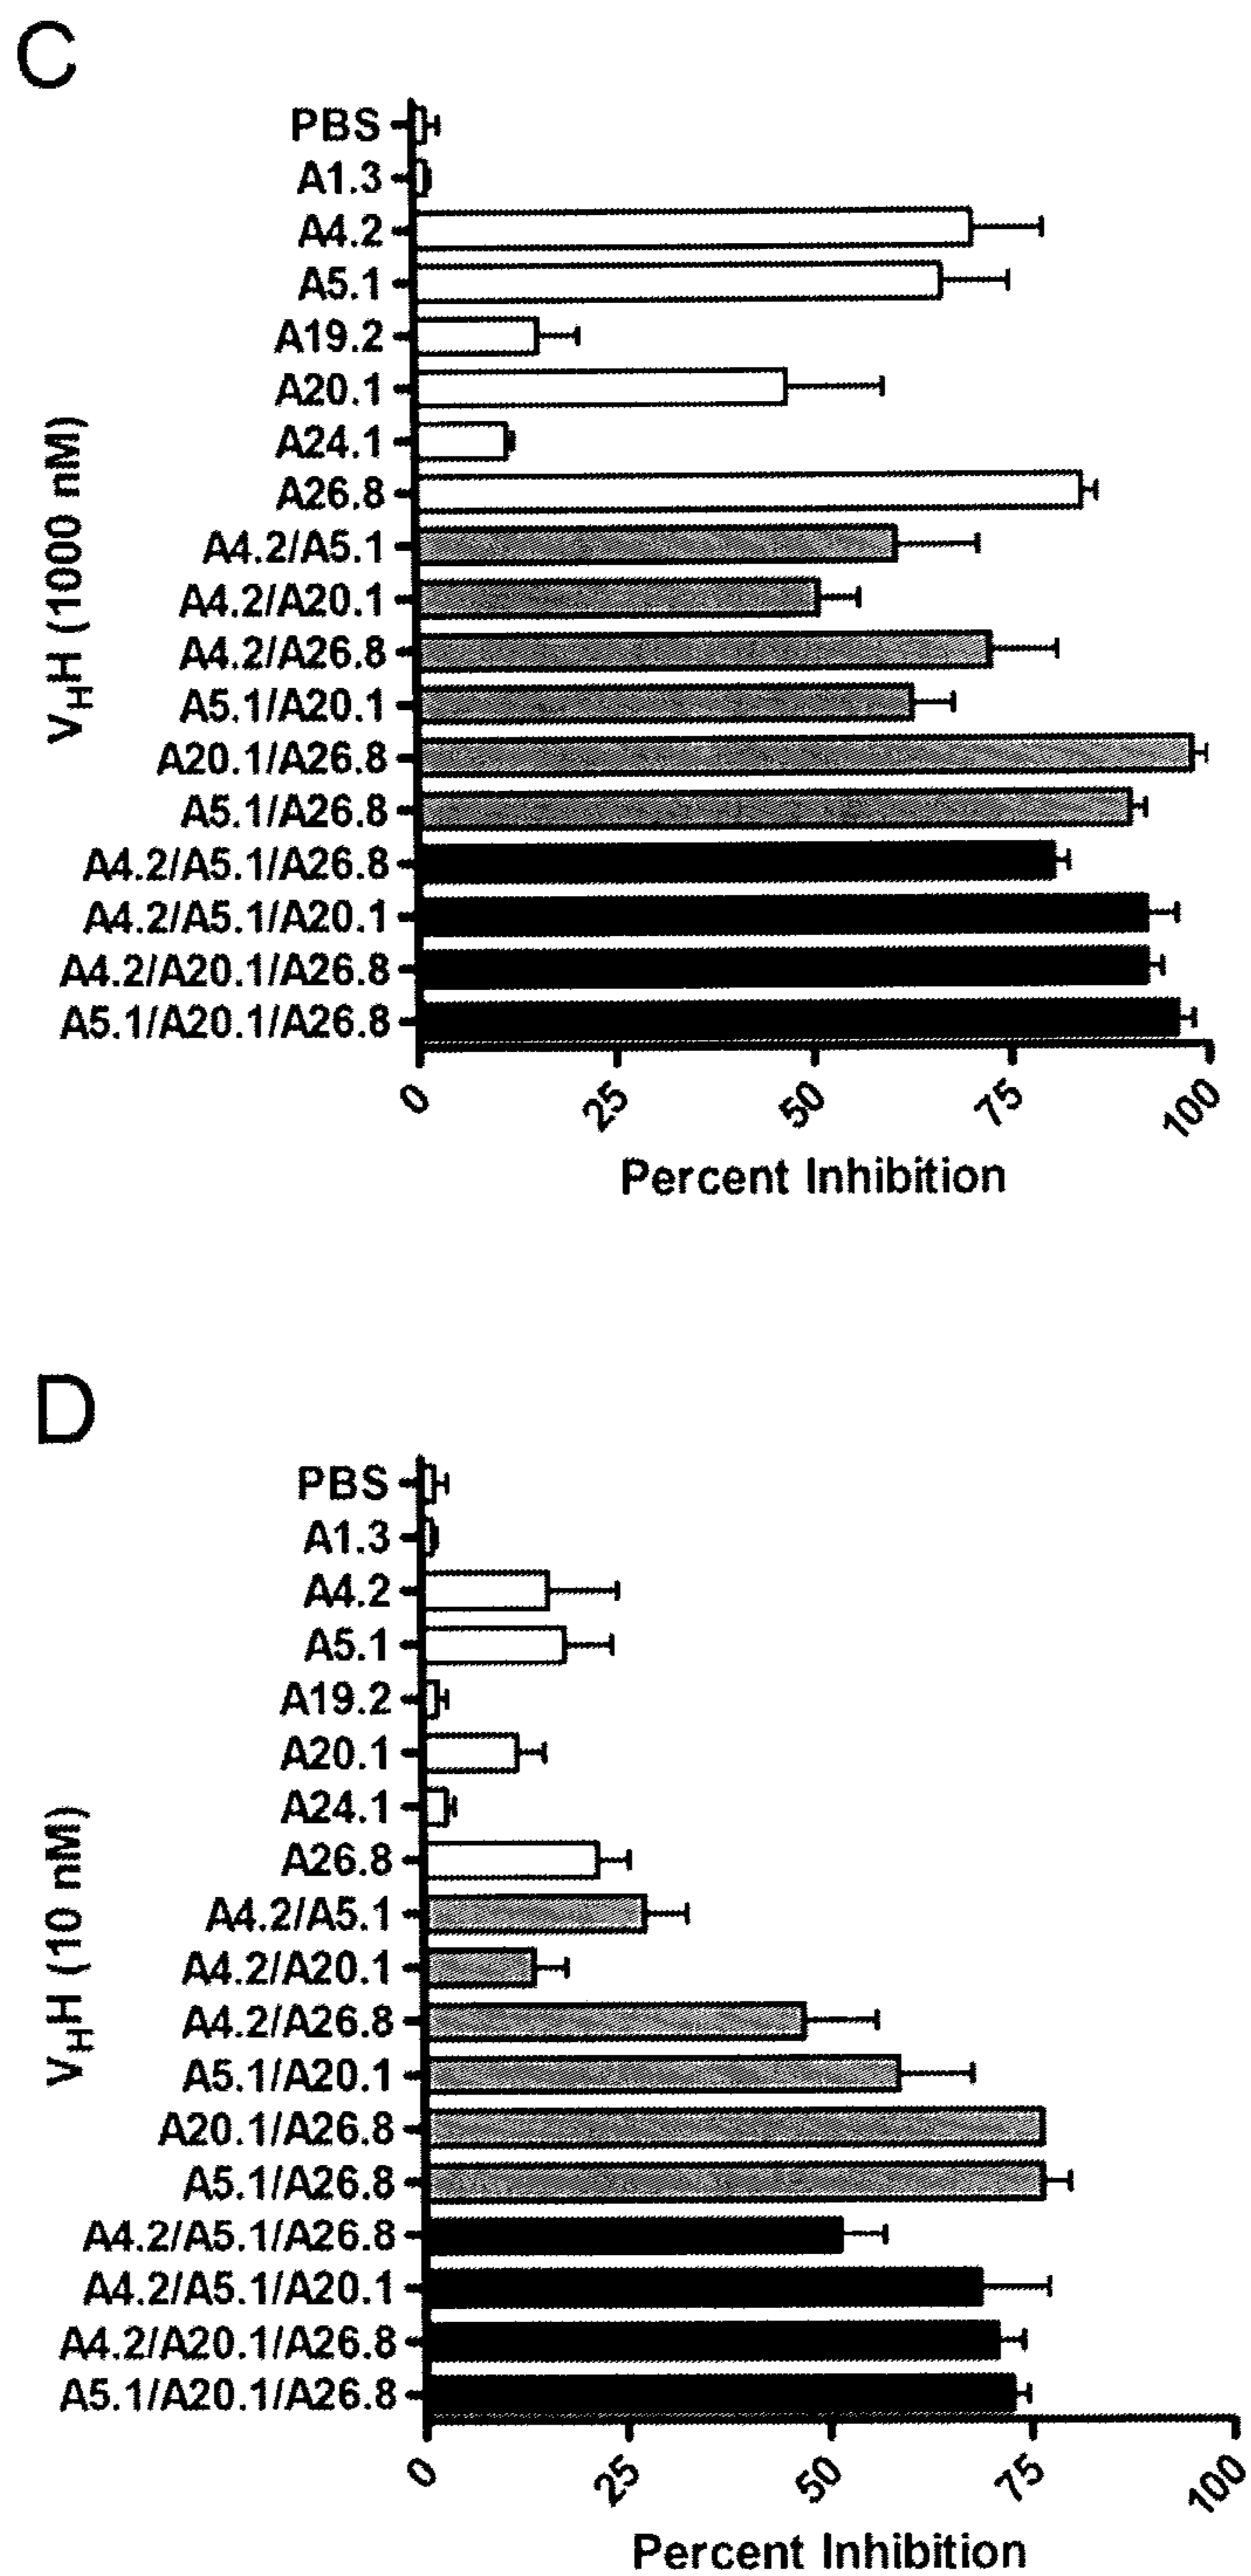 C
PBS
A1.3
A4.2
A5.1
A19.2
A20.1
A24.1
A26.8
A4.2/A5.1
A4.2/A20.1
A4.2/A26.8
A5.1/A20.1
A20.1/A26.8
A5.1/A26.8
A4.2/A5.1/A26.8
A4.2/A5.1/A20.1
A4.2/A20.1/A26.8
A5.1/A20.1/A26.8
VHH (1000 nM)
0 25 50 75 100
Percent Inhibition
D
PBS
A1.3
A4.2
A5.1
A19.2
A20.1
A24.1
A26.8
A4.2/A5.1
A4.2/A20.1
A4.2/A26.8
A5.1/A20.1
A20.1/A26.8
A5.1/A26.8
A4.2/A5.1/A26.8
A4.2/A5.1/A20.1
A4.2/A20.1/A26.8
A5.1/A20.1/A26.8
VHH (10 nM)
0 25 50 75 100
Percent Inhibition